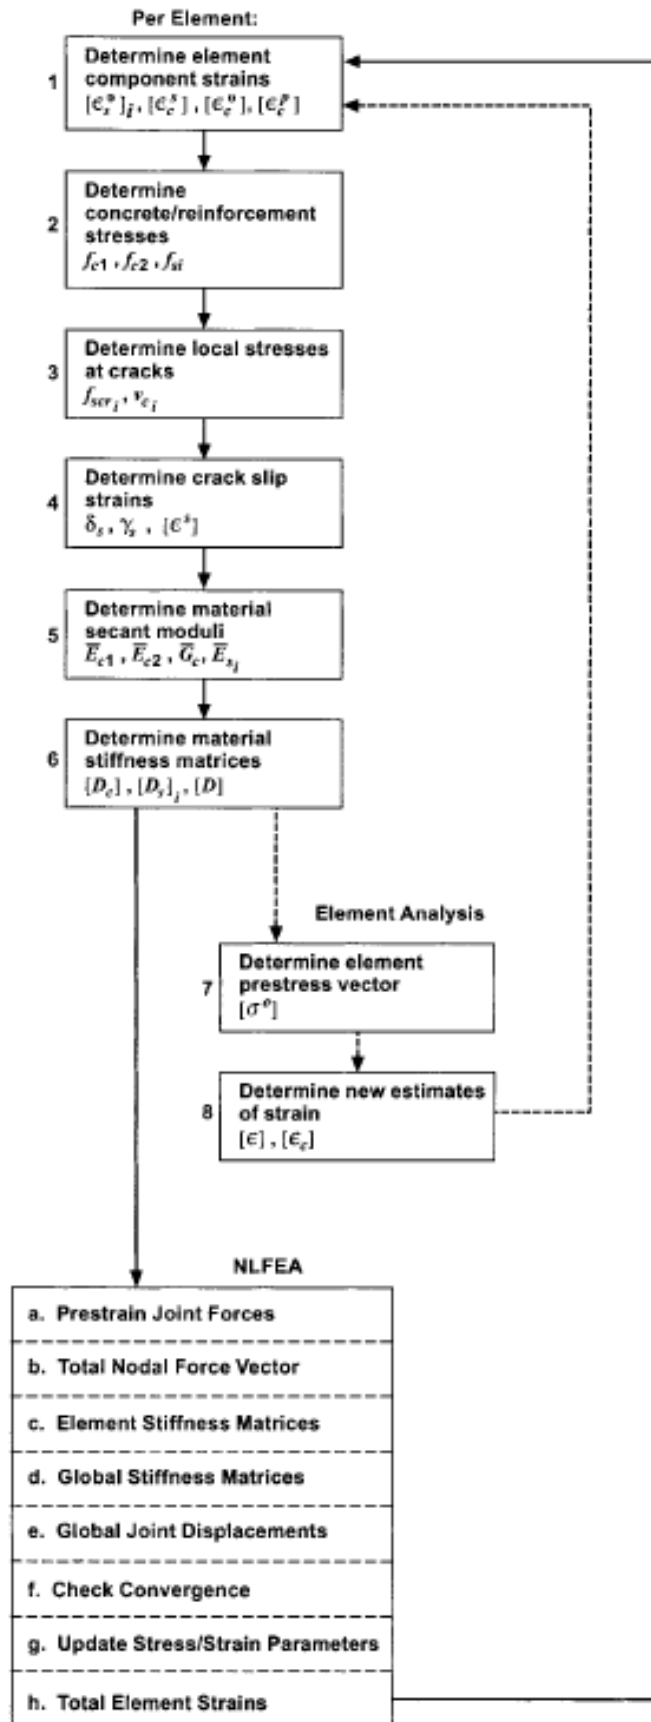 Per Element:
1
Determine element
component strains
[ϵ_s^o]_i, [ϵ_c^s], [ϵ_c^o], [ϵ_c^p]
2
Determine
concrete/reinforcement
stresses
f_c1, f_c2, f_si
3
Determine local stresses
at cracks
f_scr_i, v_c_i
4
Determine crack slip
strains
δ_s, γ_s, [ϵ^s]
5
Determine material
secant moduli
E̅_c1, E̅_c2, G̅_c, E̅_s_i
6
Determine material
stiffness matrices
[D_c], [D_s]_i, [D]
Element Analysis
7
Determine element
prestress vector
[σ^o]
8
Determine new estimates
of strain
[ϵ], [ϵ_c]
NLFEA
a. Prestrain Joint Forces
b. Total Nodal Force Vector
c. Element Stiffness Matrices
d. Global Stiffness Matrices
e. Global Joint Displacements
f. Check Convergence
g. Update Stress/Strain Parameters
h. Total Element Strains